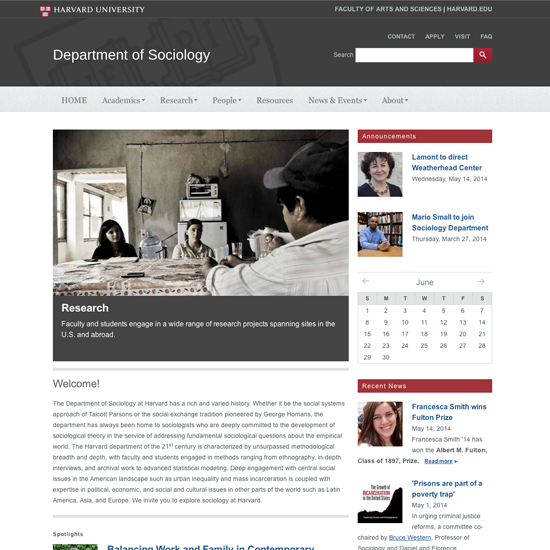 HARVARD UNIVERSITY
FACULTY OF ARTS AND SCIENCES | HARVARD.EDU
CONTACT APPLY VISIT FAQ
Department of Sociology
Search
HOME Academics Research People Resources News & Events About
Research
Faculty and students engage in a wide range of research projects spanning sites in the
U.S. and abroad.
Welcome!
The Department of Sociology at Harvard has a rich and varied history. Whether it be the social systems
approach of Talcott Parsons or the social exchange tradition pioneered by George Homans, the
department has always been home to sociologists who are deeply committed to the development of
sociological theory in the service of addressing fundamental sociological questions about the empirical
world. The Harvard department of the 21st century is characterized by unsurpassed methodological
breadth and depth, with faculty and students engaged in methods ranging from ethnography, in-depth
interviews, and archival work to advanced statistical modeling. Deep engagement with central social
issues in the American landscape such as urban inequality and mass incarceration is coupled with
expertise in political, economic, and social and cultural issues in other parts of the world such as Latin
America, Asia, and Europe. We invite you to explore sociology at Harvard.
Spotlights
Balancing Work and Family in Contemporary
Announcements
Lamont to direct
Weatherhead Center
Wednesday, May 14, 2014
Mario Small to join
Sociology Department
Thursday, March 27, 2014
June
S M T W T F S
1 2 3 4 5 6 7
8 9 10 11 12 13 14
15 16 17 18 19 20 21
22 23 24 25 26 27 28
29 30
Recent News
Francesca Smith wins
Fulton Prize
May 14, 2014
Francesca Smith '14 has
won the Albert M. Fulton,
Class of 1897, Prize. Read more
The Growth of
INCARCERATION
in the United States
'Prisons are part of a
poverty trap'
May 1, 2014
In urging criminal justice
reforms, a committee co-
chaired by Bruce Western, Professor of
Sociology and Daniel and Florence